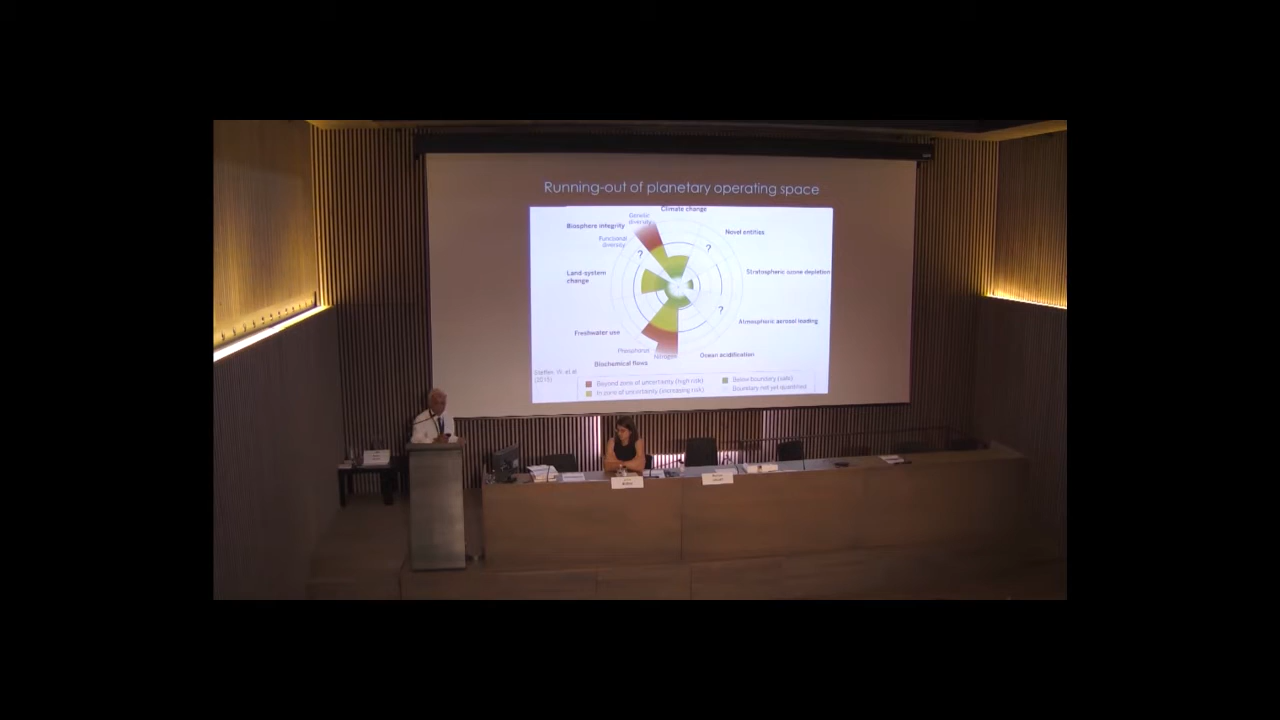 Running-out of planetary operating space
Climate change
Genetic
diversity
Biosphere integrity
Novel entities
Functional
diversity
?
?
Land-system
change
Stratospheric ozone depletion
?
Atmospheric aerosol loading
Freshwater use
Phosphorus
Nitrogen
Biochemical flows
Ocean acidification
Steffen, W. et al
(2015)
Beyond zone of uncertainty (high risk)
Below boundary (safe)
In zone of uncertainty (increasing risk)
Boundary not yet quantified